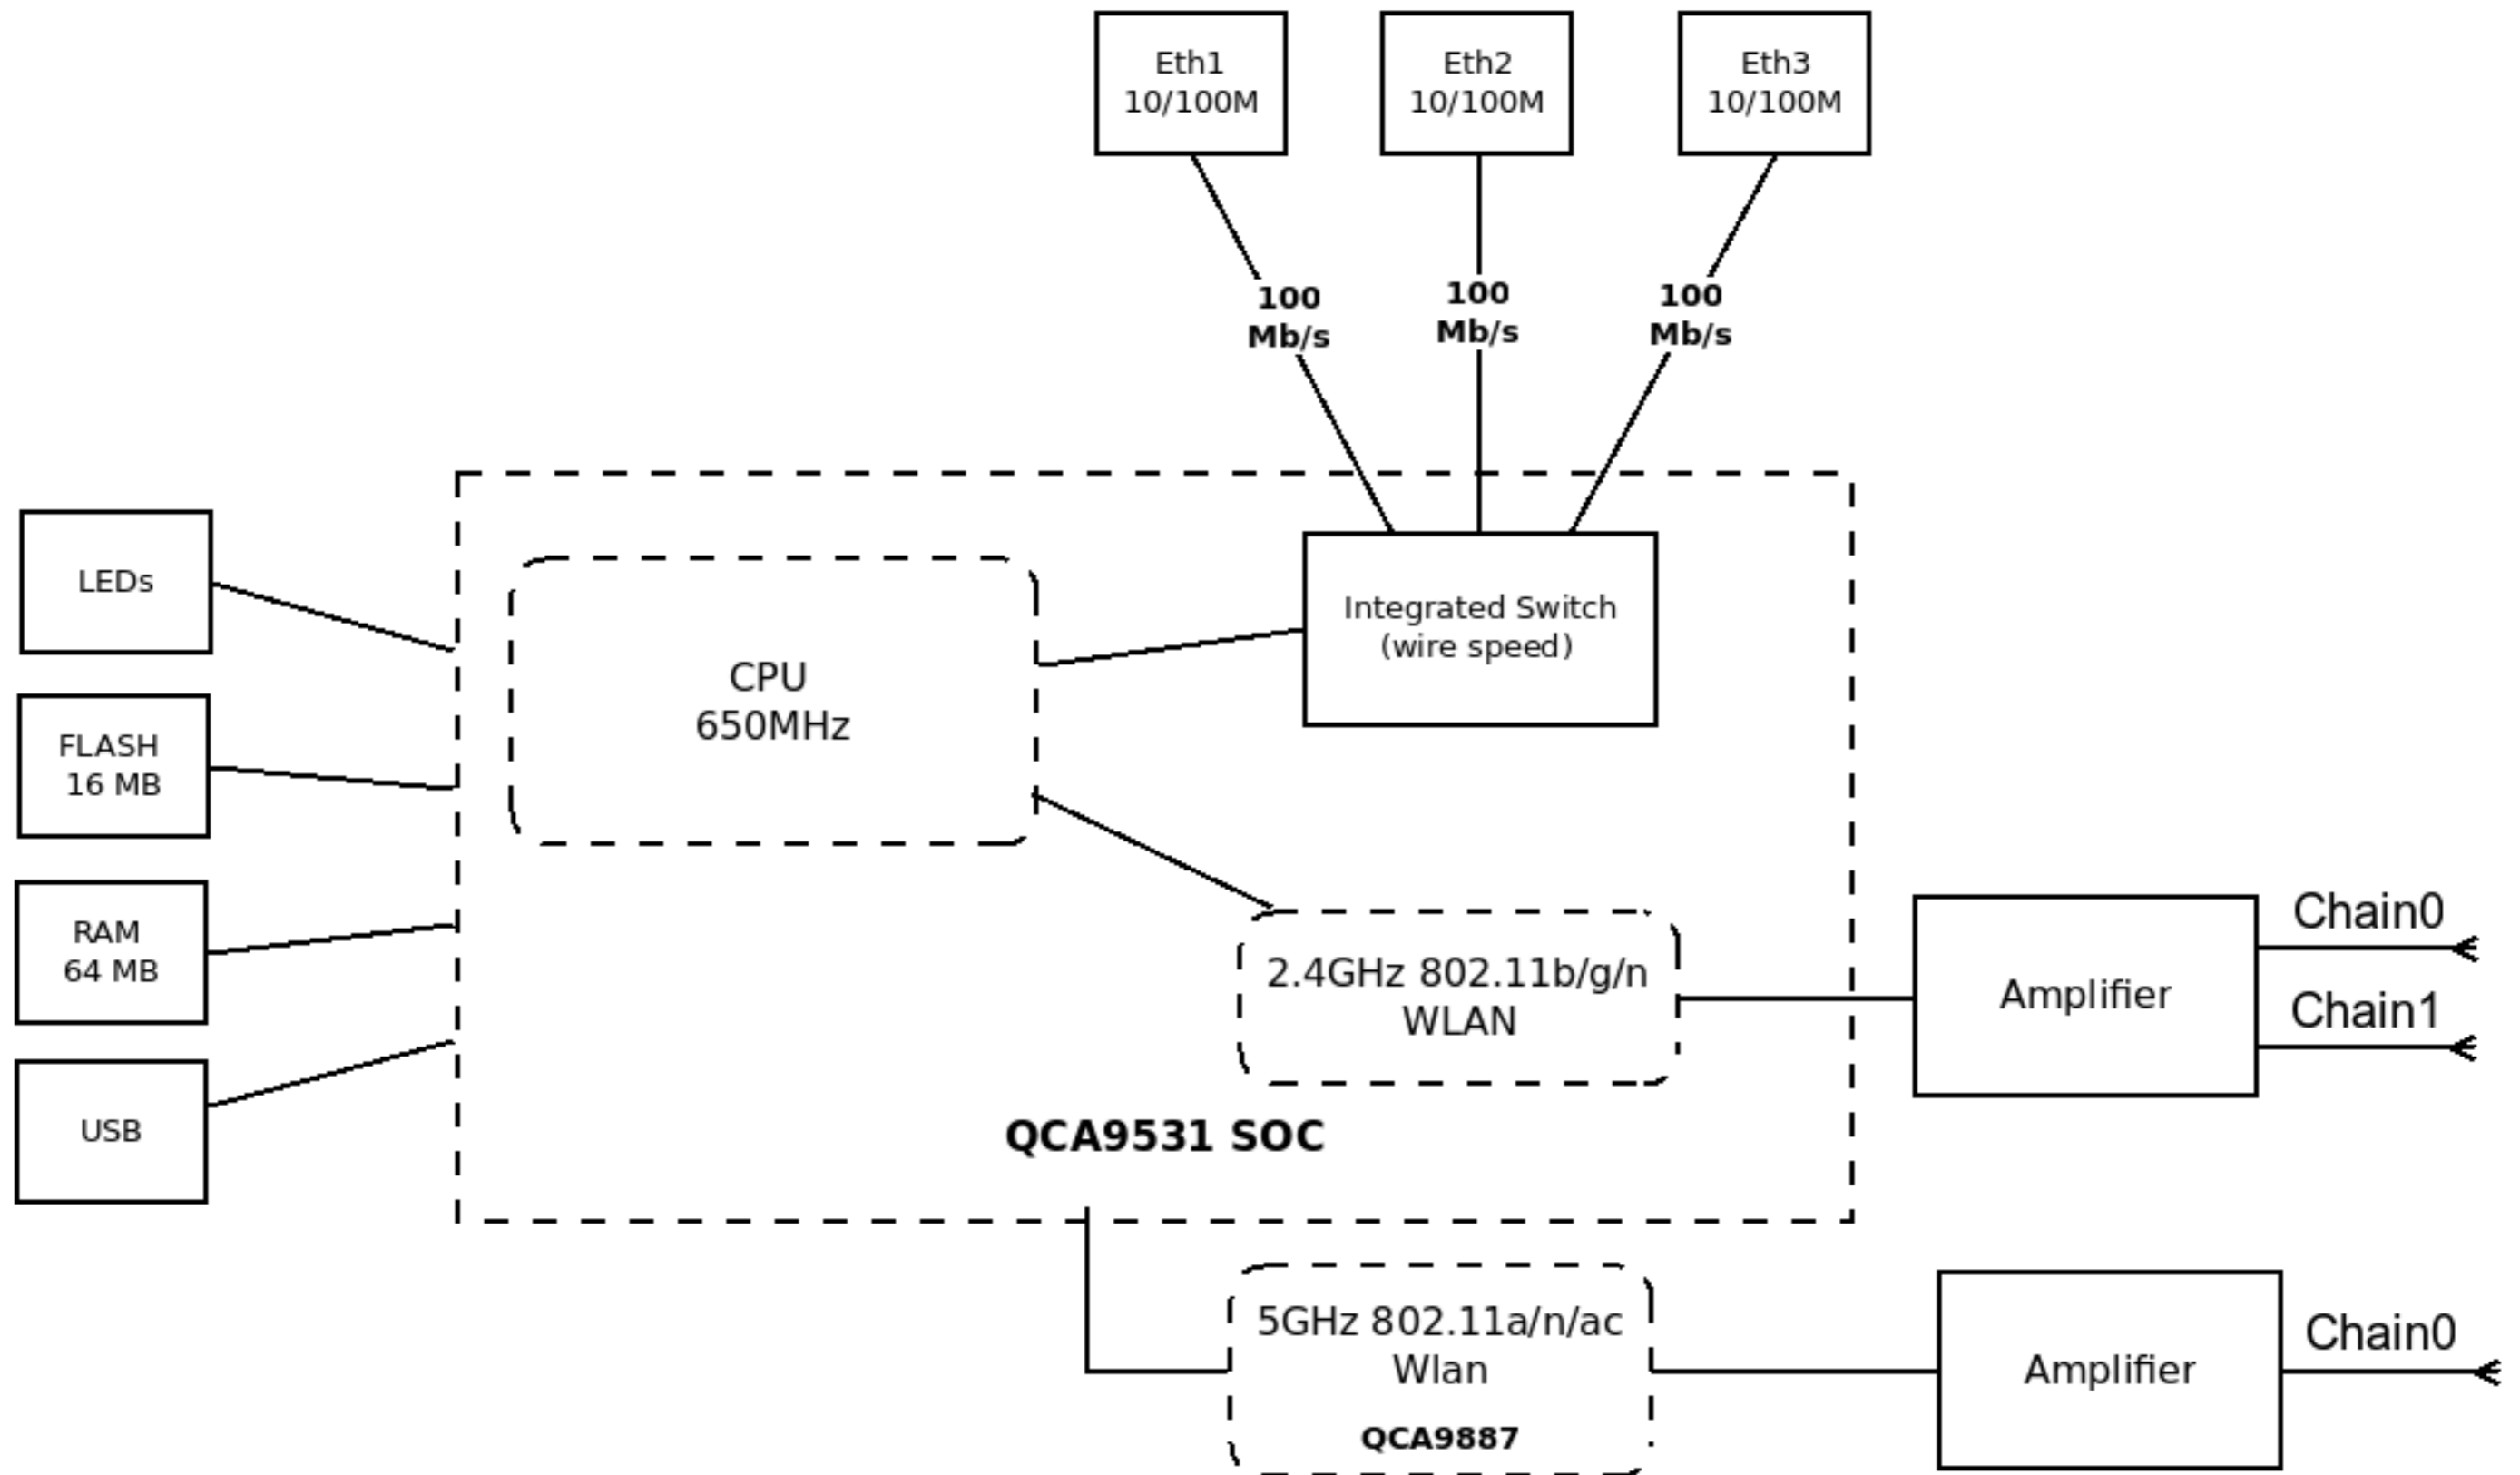 Eth1
10/100M
Eth2
10/100M
Eth3
10/100M
100
Mb/s
100
Mb/s
100
Mb/s
LEDs
FLASH
16 MB
RAM
64 MB
USB
CPU
650MHz
Integrated Switch
(wire speed)
2.4GHz 802.11b/g/n
WLAN
QCA9531 SOC
Amplifier
Chain0
Chain1
5GHz 802.11a/n/ac
Wlan
QCA9887
Amplifier
Chain0